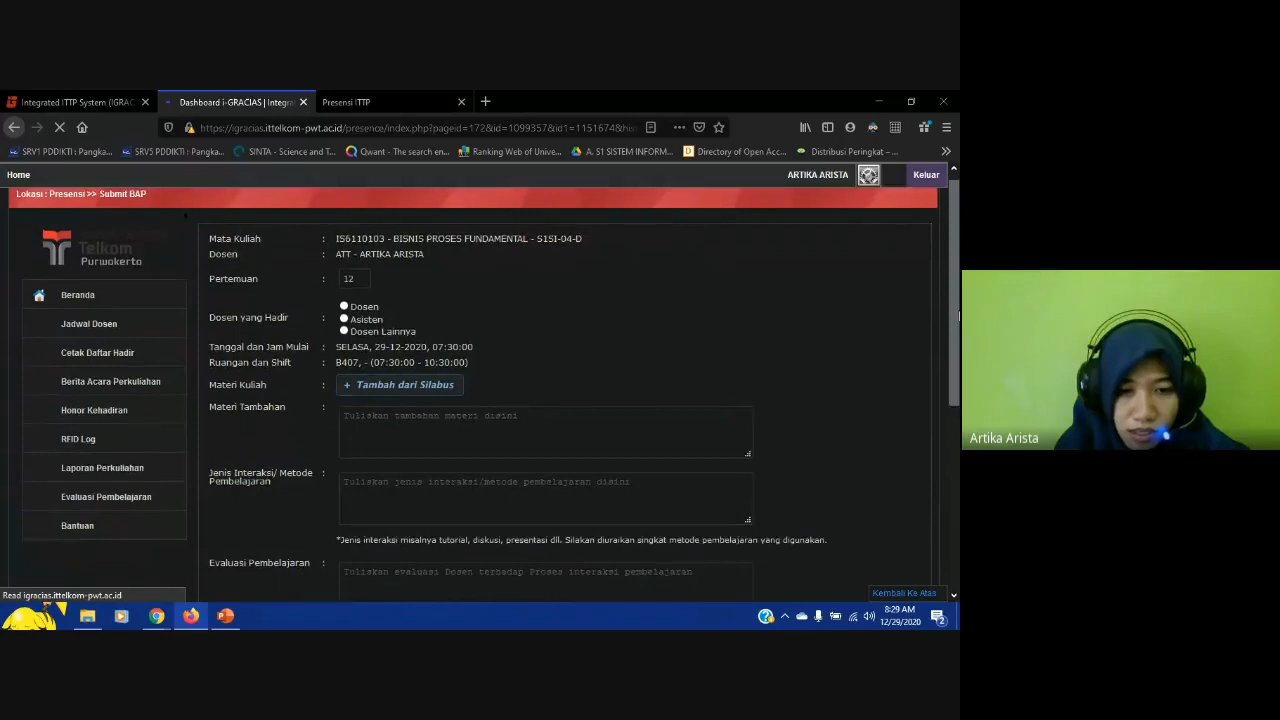 Integrated ITTP System (IGRAC
Dashboard i-GRACIAS | Integra
Presensi ITTP
https://igracias.ittelkom-pwt.ac.id/presence/index.php?pageid=172&id=1099357&id1=1151674&his
SRV1 PDDIKTI : Pangka...
SRV5 PDDIKTI : Pangka...
SINTA - Science and T...
Qwant - The search en...
Ranking Web of Unive...
A. S1 SISTEM INFORM...
Directory of Open Acc...
Distribusi Peringkat – ...
Home
ARTIKA ARISTA
Keluar
Lokasi : Presensi >> Submit BAP
Telkom
Purwokerto
Beranda
Jadwal Dosen
Cetak Daftar Hadir
Berita Acara Perkuliahan
Honor Kehadiran
RFID Log
Laporan Perkuliahan
Evaluasi Pembelajaran
Bantuan
Mata Kuliah : IS6110103 - BISNIS PROSES FUNDAMENTAL - S1SI-04-D
Dosen : ATT - ARTIKA ARISTA
Pertemuan : 12
Dosen yang Hadir :
Dosen
Asisten
Dosen Lainnya
Tanggal dan Jam Mulai : SELASA, 29-12-2020, 07:30:00
Ruangan dan Shift : B407, - (07:30:00 - 10:30:00)
Materi Kuliah : + Tambah dari Silabus
Materi Tambahan : Tuliskan tambahan materi disini
Jenis Interaksi/ Metode Pembelajaran : Tuliskan jenis interaksi/metode pembelajaran disini
*Jenis interaksi misalnya tutorial, diskusi, presentasi dll. Silakan diuraikan singkat metode pembelajaran yang digunakan.
Evaluasi Pembelajaran : Tuliskan evaluasi Dosen terhadap Proses interaksi pembelajaran
Kembali Ke Atas
Read igracias.ittelkom-pwt.ac.id
8:29 AM
12/29/2020
2
Artika Arista